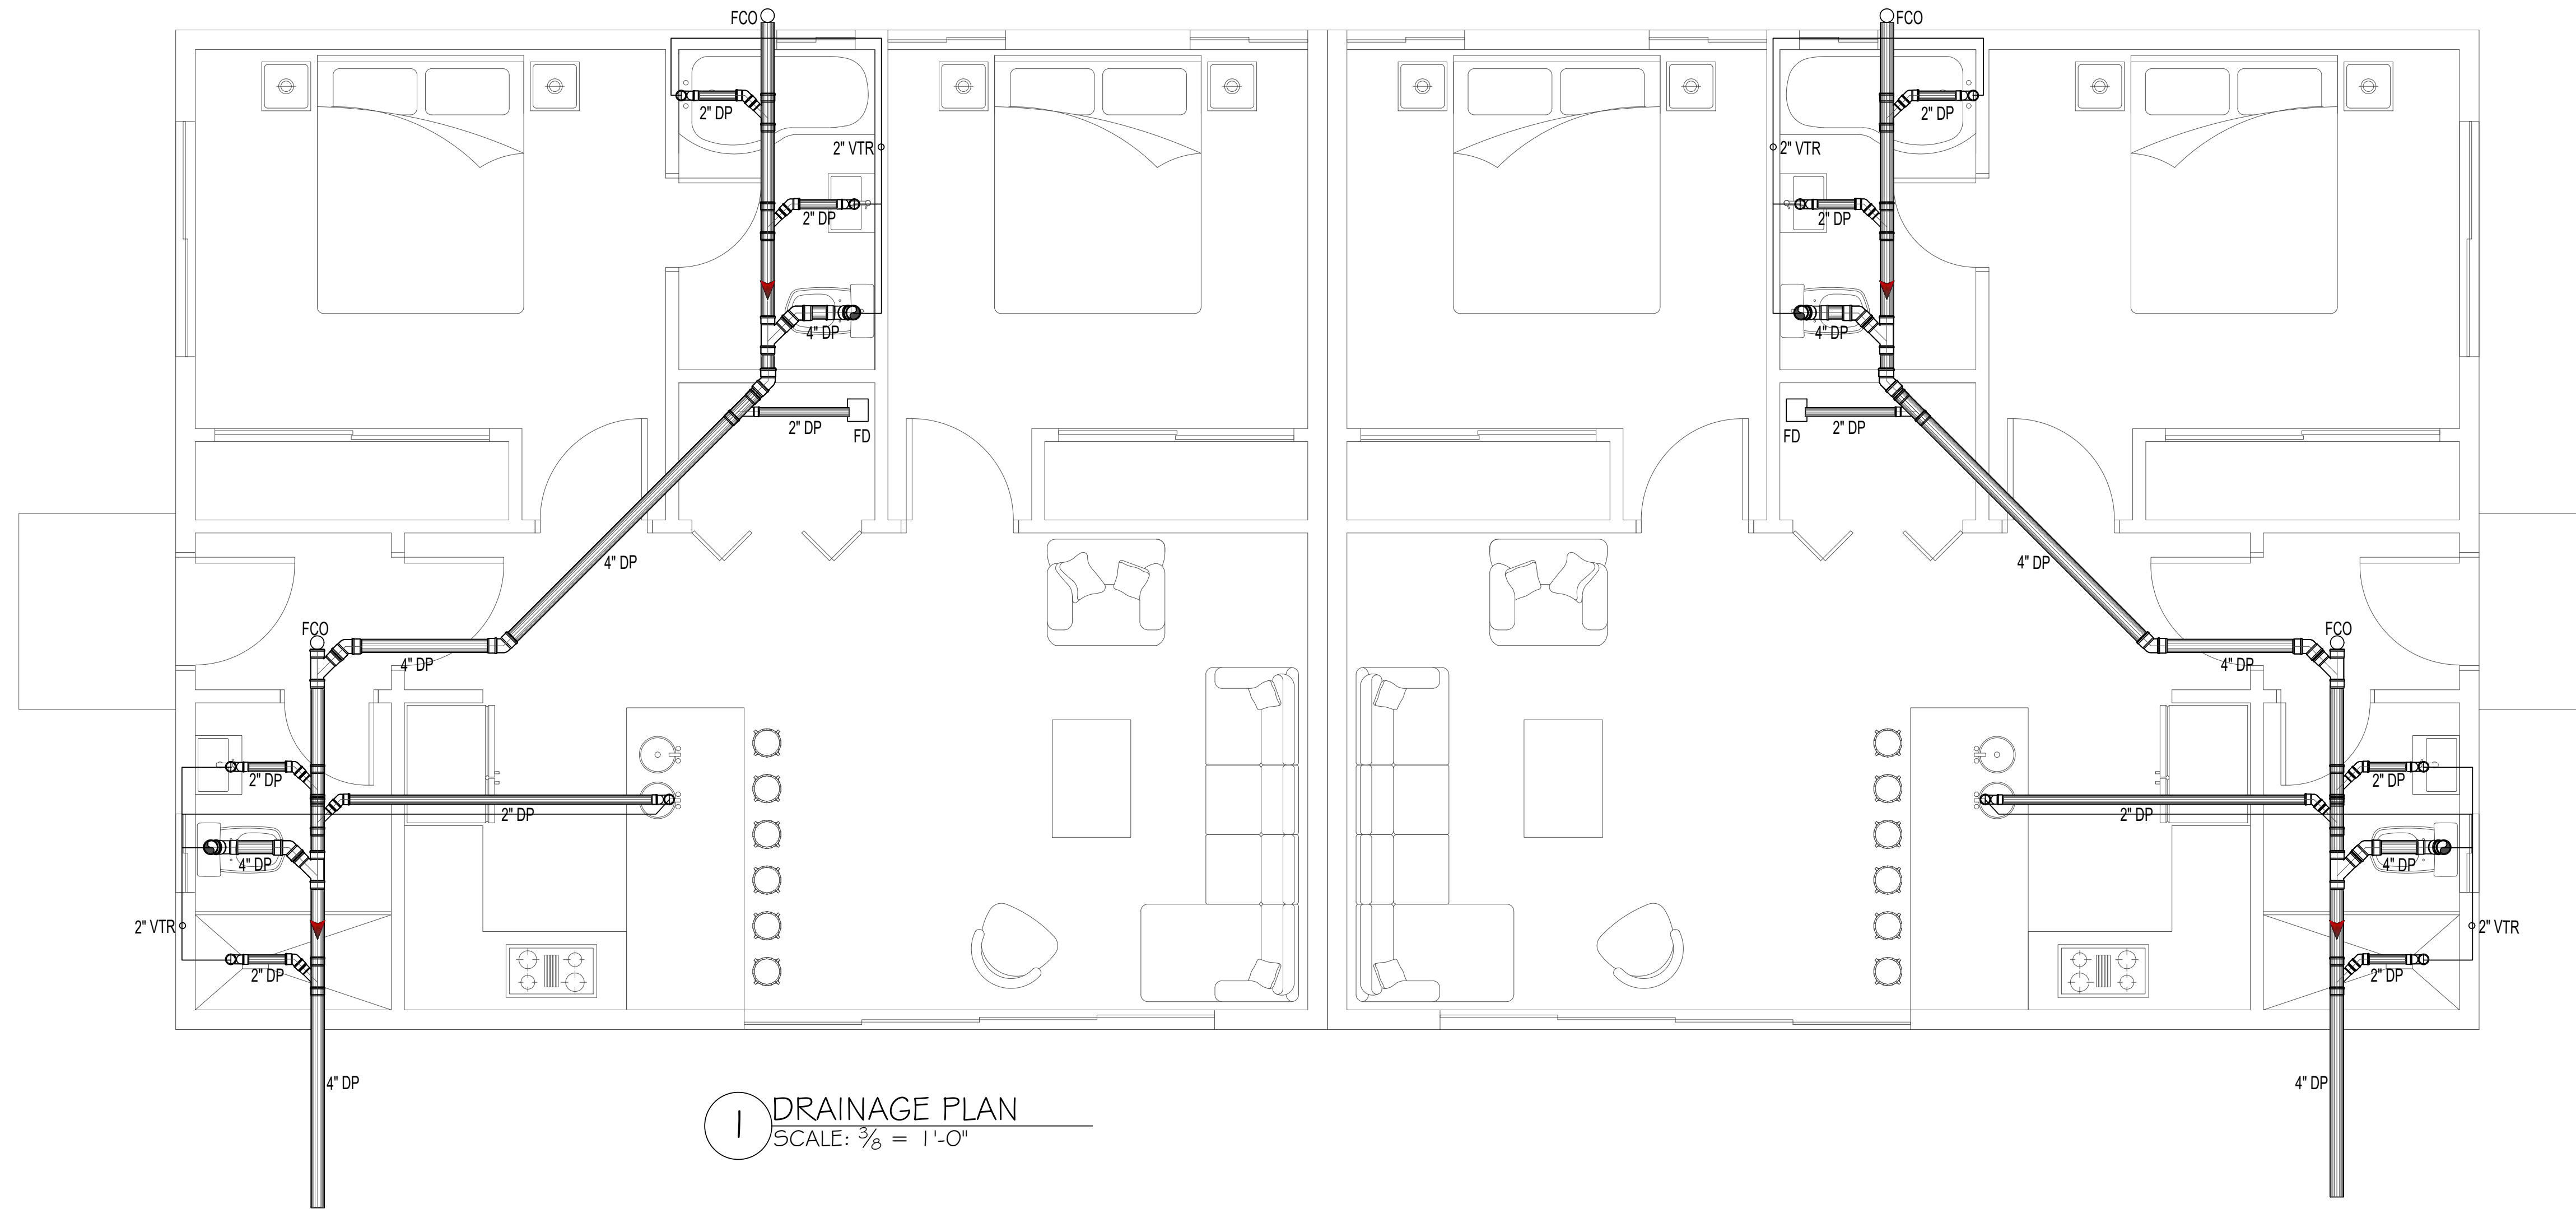 FCO
FCO
2" DP
2" DP
2" VTR
2" VTR
2" DP
2" DP
4" DP
4" DP
2" DP
FD
FD
2" DP
4" DP
4" DP
FCO
FCO
4" DP
4" DP
2" DP
2" DP
2" DP
2" DP
4" DP
4" DP
2" VTR
2" VTR
2" DP
2" DP
4" DP
4" DP
1
DRAINAGE PLAN
SCALE: 3/8 = 1'-0"